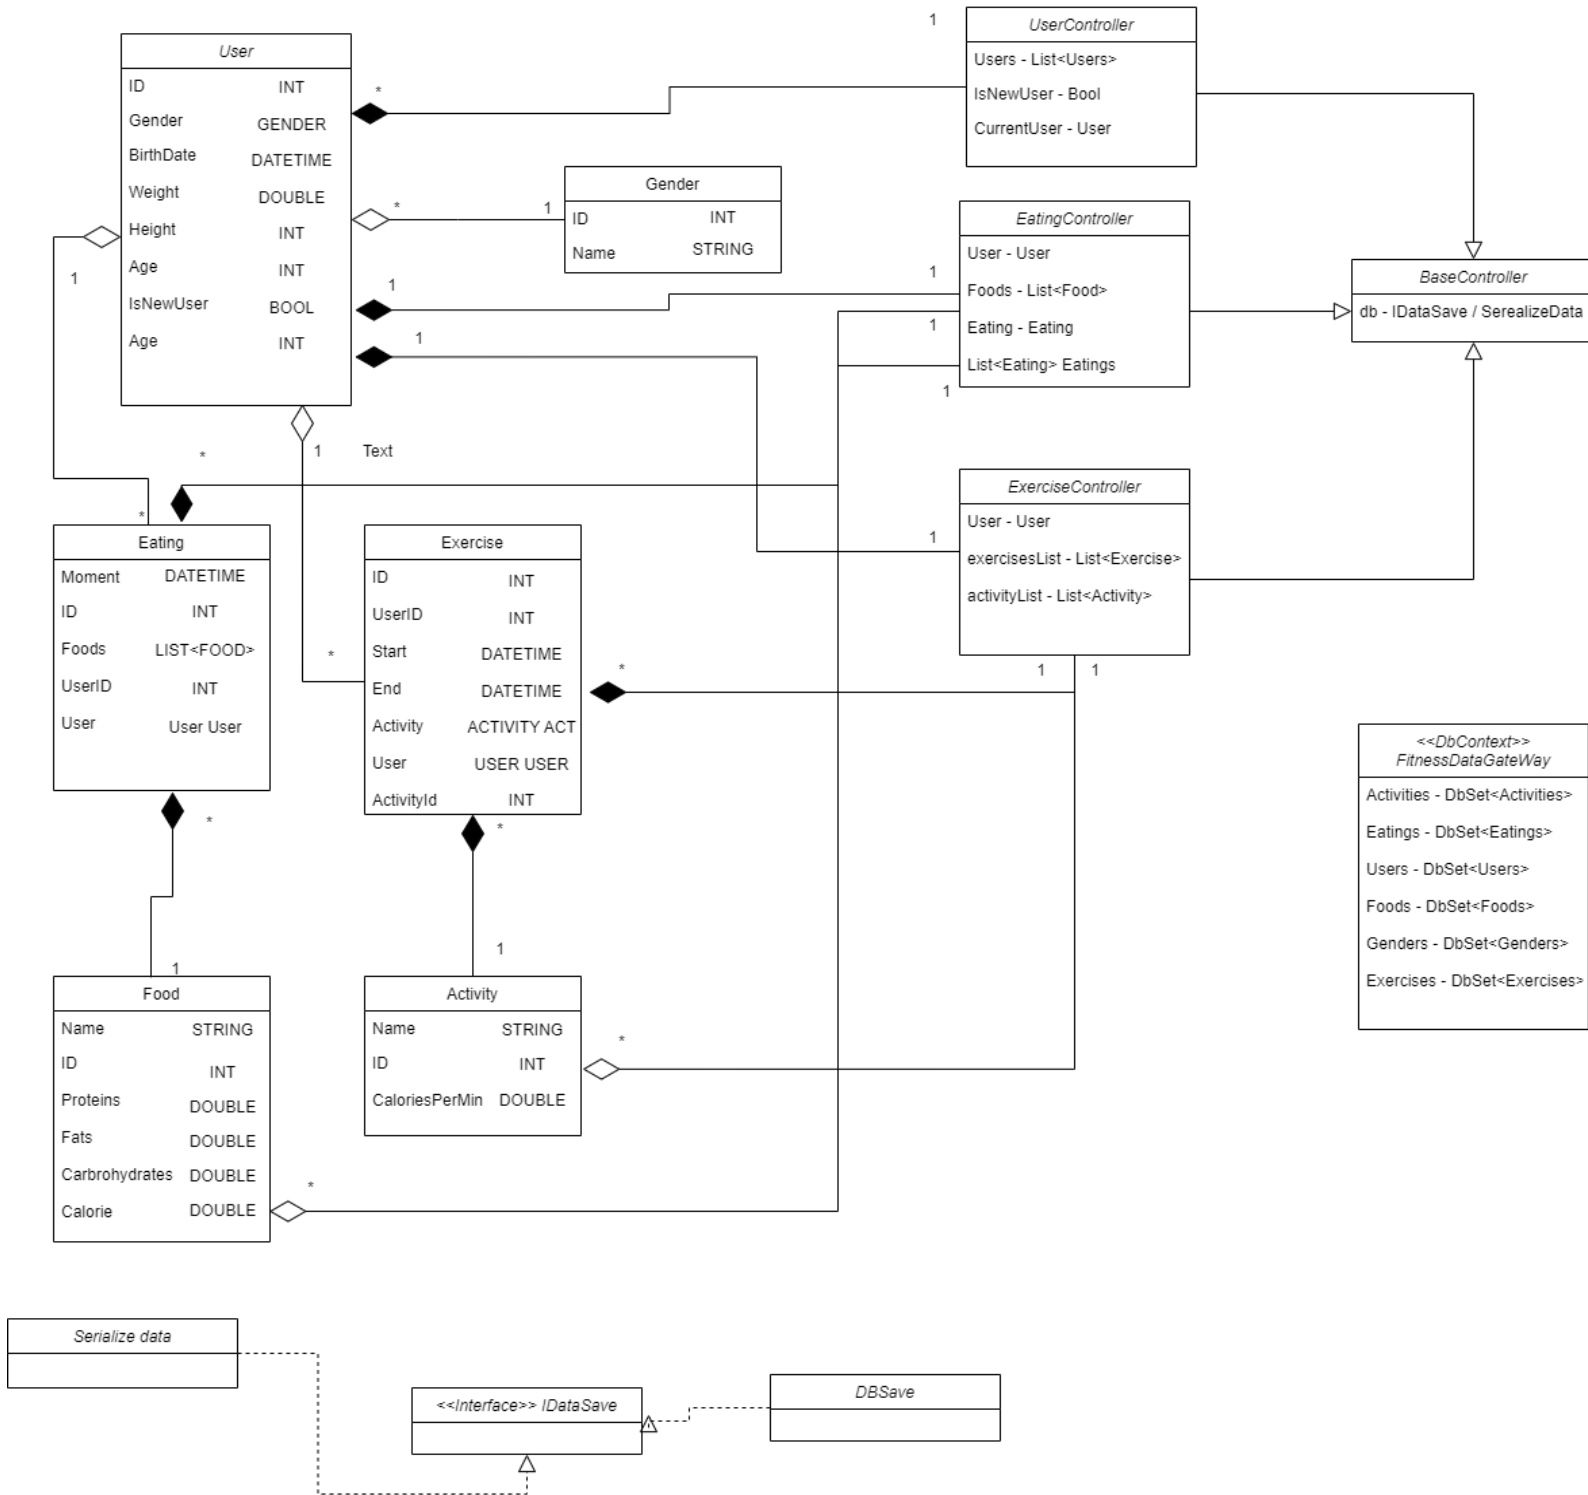 User
ID INT
Gender GENDER
BirthDate DATETIME
Weight DOUBLE
Height INT
Age INT
IsNewUser BOOL
Age INT
*
1
UserController
Users - List<Users>
IsNewUser - Bool
CurrentUser - User
*
1
Gender
ID INT
Name STRING
1
1
1
EatingController
User - User
Foods - List<Food>
Eating - Eating
List<Eating> Eatings
1
1
1
BaseController
db - IDataSave / SerealizeData
1
Text
*
*
ExerciseController
User - User
exercisesList - List<Exercise>
activityList - List<Activity>
1
1
1
Eating
Moment DATETIME
ID INT
Foods LIST<FOOD>
UserID INT
User User User
*
Exercise
ID INT
UserID INT
Start DATETIME
End DATETIME
Activity ACTIVITY ACT
User USER USER
ActivityId INT
*
*
*
<<DbContext>>
FitnessDataGateWay
Activities - DbSet<Activities>
Eatings - DbSet<Eatings>
Users - DbSet<Users>
Foods - DbSet<Foods>
Genders - DbSet<Genders>
Exercises - DbSet<Exercises>
1
1
Food
Name STRING
ID INT
Proteins DOUBLE
Fats DOUBLE
Carbrohydrates DOUBLE
Calorie DOUBLE
*
Activity
Name STRING
ID INT
CaloriesPerMin DOUBLE
*
Serialize data
<<Interface>> IDataSave
DBSave